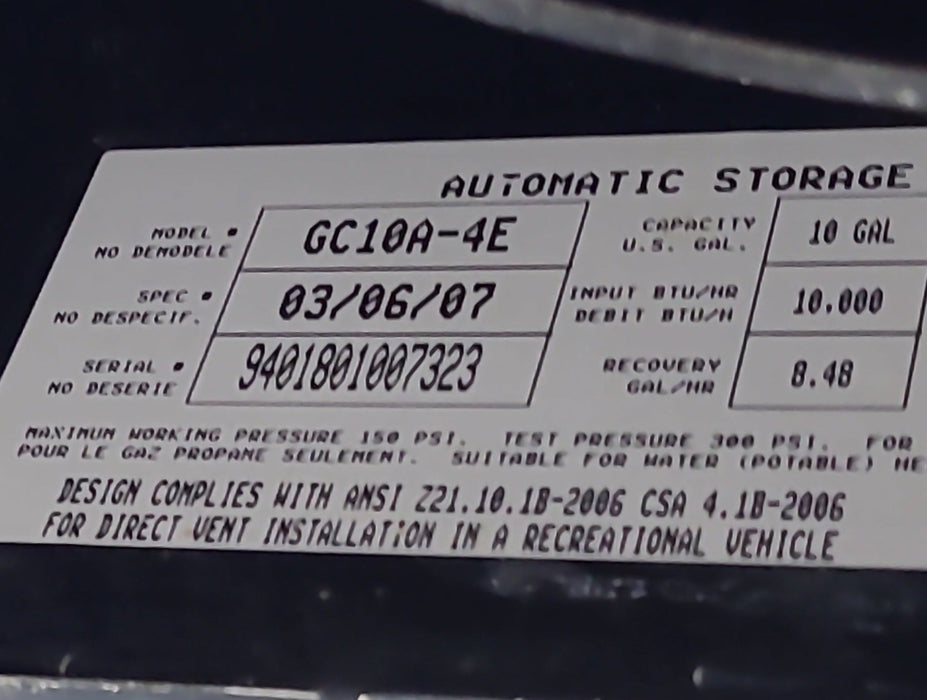 AUTOMATIC STORAGE
MODEL # GC10A-4E CAPACITY 10 GAL
NO DEMODELE U.S. GAL.
SPEC # 03/06/07 INPUT BTU/HR 10.000
NO DESPECIF. DEBIT BTU/H
SERIAL # 9401801007323 RECOVERY 8.48
NO DESERIE GAL/HR
MAXIMUM WORKING PRESSURE 150 PSI. TEST PRESSURE 300 PSI. FOR
POUR LE GAZ PROPANE SEULEMENT. SUITABLE FOR WATER (POTABLE) HE
DESIGN COMPLIES WITH ANSI Z21.10.1B-2006 CSA 4.1B-2006
FOR DIRECT VENT INSTALLATION IN A RECREATIONAL VEHICLE